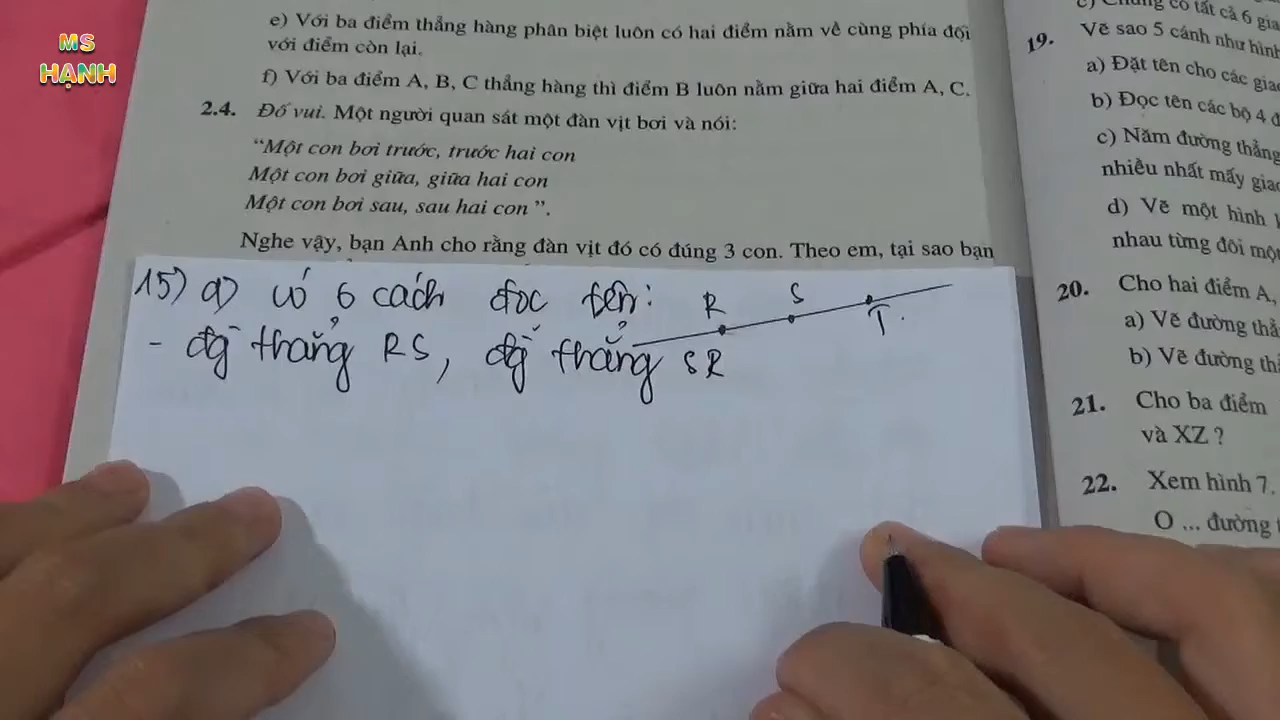 MS
HẠNH
e) Với ba điểm thẳng hàng phân biệt luôn có hai điểm nằm về cùng phía đối
với điểm còn lại.
f) Với ba điểm A, B, C thẳng hàng thì điểm B luôn nằm giữa hai điểm A, C.
2.4. Đố vui. Một người quan sát một đàn vịt bơi và nói:
“Một con bơi trước, trước hai con
Một con bơi giữa, giữa hai con
Một con bơi sau, sau hai con ”.
Nghe vậy, bạn Anh cho rằng đàn vịt đó có đúng 3 con. Theo em, tại sao bạn
15) a) có 6 cách đọc tên:
R S T
- đg thẳng RS, đg thẳng SR
có tất cả 6
19. Vẽ sao 5 cánh như hình
a) Đặt tên cho các
b) Đọc tên các bộ 4
c) Năm đường thẳng
nhiều nhất mấy
d) Vẽ một hình
nhau từng đôi
20. Cho hai điểm A,
a) Vẽ đường
b) Vẽ đường
21. Cho ba điểm
và XZ ?
22. Xem hình 7.
O ... đường